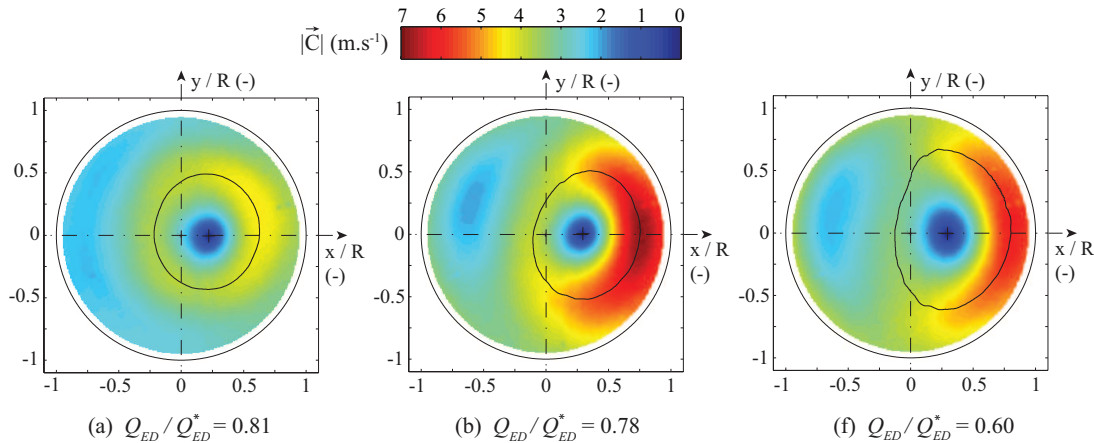 7 6 5 4 3 2 1 0
|C⃗| (m.s⁻¹)
y / R (-)
y / R (-)
y / R (-)
1
0.5
0
-0.5
-1
x / R
(-)
-1 -0.5 0 0.5 1
1
0.5
0
-0.5
-1
x / R
(-)
-1 -0.5 0 0.5 1
1
0.5
0
-0.5
-1
x / R
(-)
-1 -0.5 0 0.5 1
(a) Q_ED / Q*_ED = 0.81
(b) Q_ED / Q*_ED = 0.78
(f) Q_ED / Q*_ED = 0.60